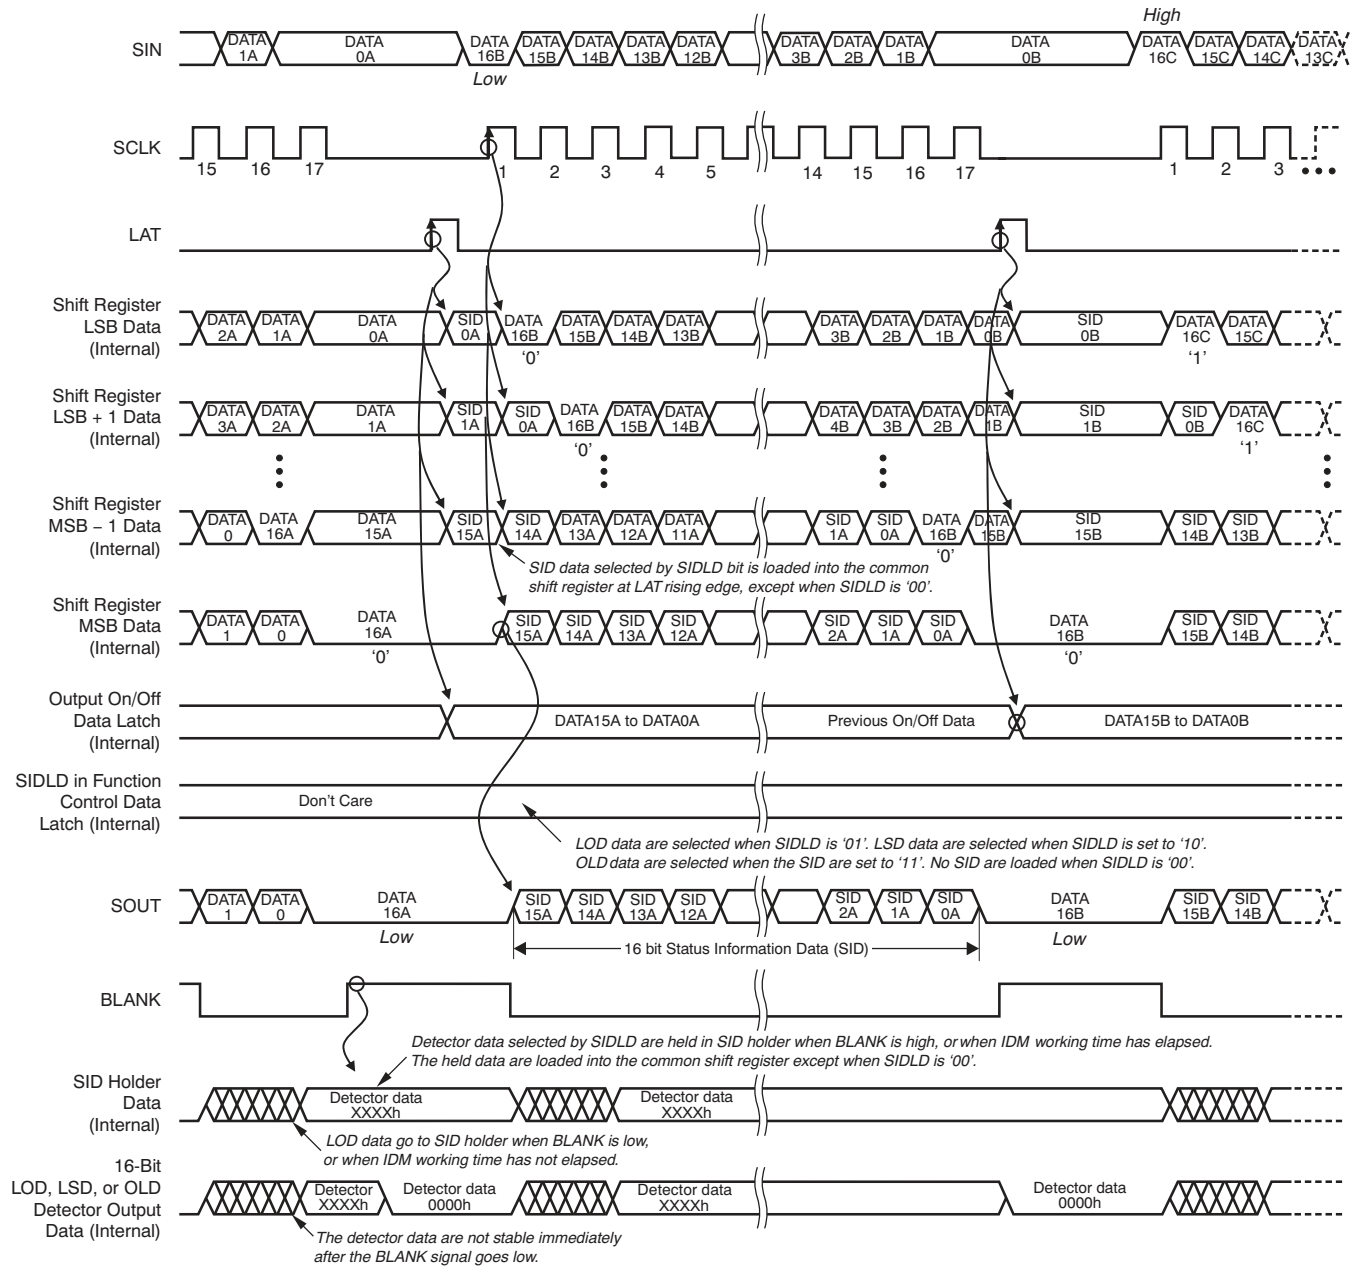 High
SIN
DATA 1A
DATA 0A
DATA 16B
DATA 15B
DATA 14B
DATA 13B
DATA 12B
DATA 3B
DATA 2B
DATA 1B
DATA 0B
DATA 16C
DATA 15C
DATA 14C
DATA 13C
Low
SCLK
15 16 17 1 2 3 4 5 14 15 16 17 1 2 3
LAT
Shift Register
LSB Data
(Internal)
DATA 2A
DATA 1A
DATA 0A
SID 0A
DATA 16B
DATA 15B
DATA 14B
DATA 13B
DATA 3B
DATA 2B
DATA 1B
DATA 0B
SID 0B
DATA 16C
DATA 15C
'0'
'1'
Shift Register
LSB + 1 Data
(Internal)
DATA 3A
DATA 2A
DATA 1A
SID 1A
SID 0A
DATA 16B
DATA 15B
DATA 14B
DATA 4B
DATA 3B
DATA 2B
DATA 1B
SID 1B
SID 0B
DATA 16C
'0'
'1'
Shift Register
MSB − 1 Data
(Internal)
DATA 0
DATA 16A
DATA 15A
SID 15A
SID 14A
DATA 13A
DATA 12A
DATA 11A
SID 1A
SID 0A
DATA 16B
DATA 15B
SID 15B
SID 14B
SID 13B
'0'
SID data selected by SIDLD bit is loaded into the common
shift register at LAT rising edge, except when SIDLD is '00'.
Shift Register
MSB Data
(Internal)
DATA 1
DATA 0
DATA 16A
SID 15A
SID 14A
SID 13A
SID 12A
SID 2A
SID 1A
SID 0A
DATA 16B
SID 15B
SID 14B
'0'
'0'
Output On/Off
Data Latch
(Internal)
DATA15A to DATA0A
Previous On/Off Data
DATA15B to DATA0B
SIDLD in Function
Control Data
Latch (Internal)
Don't Care
LOD data are selected when SIDLD is '01'. LSD data are selected when SIDLD is set to '10'.
OLD data are selected when the SID are set to '11'. No SID are loaded when SIDLD is '00'.
SOUT
DATA 1
DATA 0
DATA 16A
SID 15A
SID 14A
SID 13A
SID 12A
SID 2A
SID 1A
SID 0A
DATA 16B
SID 15B
SID 14B
Low
Low
16 bit Status Information Data (SID)
BLANK
Detector data selected by SIDLD are held in SID holder when BLANK is high, or when IDM working time has elapsed.
The held data are loaded into the common shift register except when SIDLD is '00'.
SID Holder
Data
(Internal)
Detector data
XXXXh
Detector data
XXXXh
LOD data go to SID holder when BLANK is low,
or when IDM working time has not elapsed.
16-Bit
LOD, LSD, or OLD
Detector Output
Data (Internal)
Detector
XXXXh
Detector data
0000h
Detector data
XXXXh
Detector data
0000h
The detector data are not stable immediately
after the BLANK signal goes low.